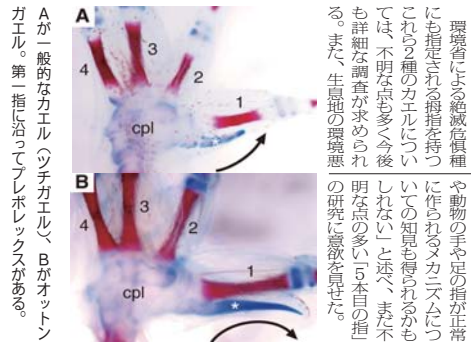 環境省による絶滅危惧種
にも指定される拇指を持つ
これら2種のカエルについ
ては、不明な点も多く今後
も詳細な調査が求められ
る。また、生息地の環境悪
や動物の手や足の指が正常
に作られるメカニズムにつ
いての知見も得られるかも
しれない」と述べ、まだ不
明な点の多い「5本目の指」
の研究に意欲を見せた。
A
4
3
2
1
cpl
B
4
3
2
1
cpl
*
Aが一般的なカエル(ツチガエル)、Bがオットン
ガエル。第一指に沿ってプレポレックスがある。